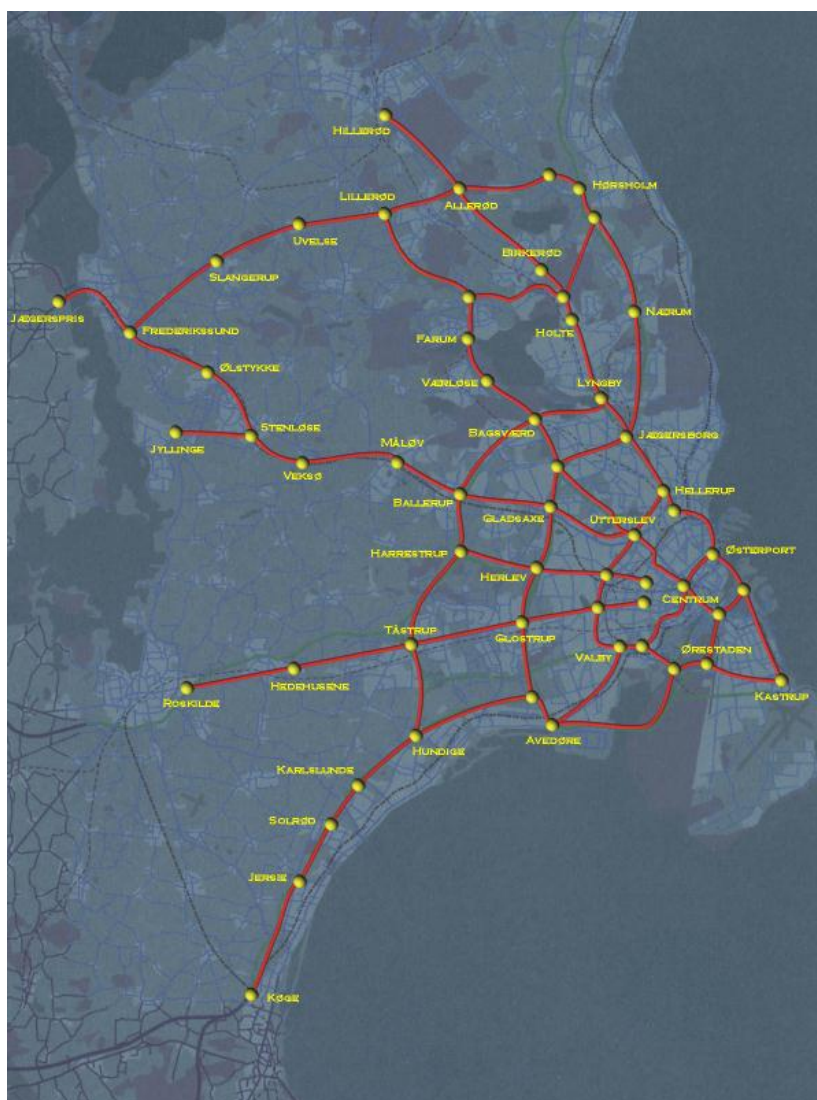 Hillerød
Hørsholm
Lillerød
Allerød
Uvelse
Birkerød
Slangerup
Jægerspris
Nærum
Frederikssund
Holte
Farum
Ølstykke
Værløse
Lyngby
Stenløse
Bagsværd
Jægersborg
Jyllinge
Måløv
Veksø
Hellerup
Ballerup
Gladsaxe
Utterslev
Harrestrup
Østerport
Herlev
Centrum
Tåstrup
Glostrup
Valby
Ørestaden
Hedehusene
Kastrup
Roskilde
Avedøre
Hundige
Karlslunde
Solrød
Jersie
Køge